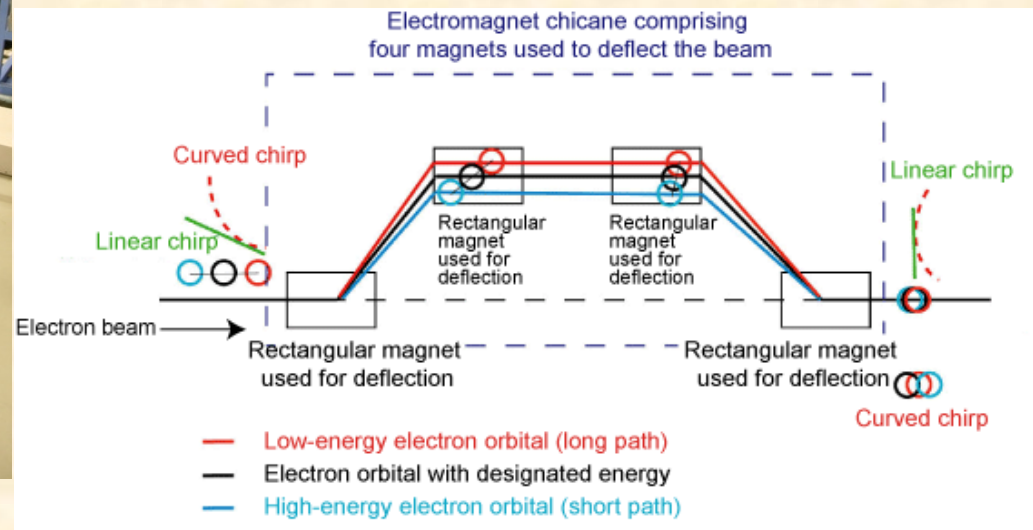 Electromagnet chicane comprising
four magnets used to deflect the beam
Curved chirp
Linear chirp
Linear chirp
Rectangular
magnet
used for
deflection
Rectangular
magnet
used for
deflection
Electron beam
Rectangular magnet
used for deflection
Rectangular magnet
used for deflection
Curved chirp
Low-energy electron orbital (long path)
Electron orbital with designated energy
High-energy electron orbital (short path)